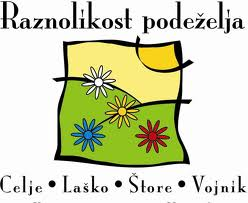 Raznolikost podeželja
Celje • Laško • Štore • Vojnik